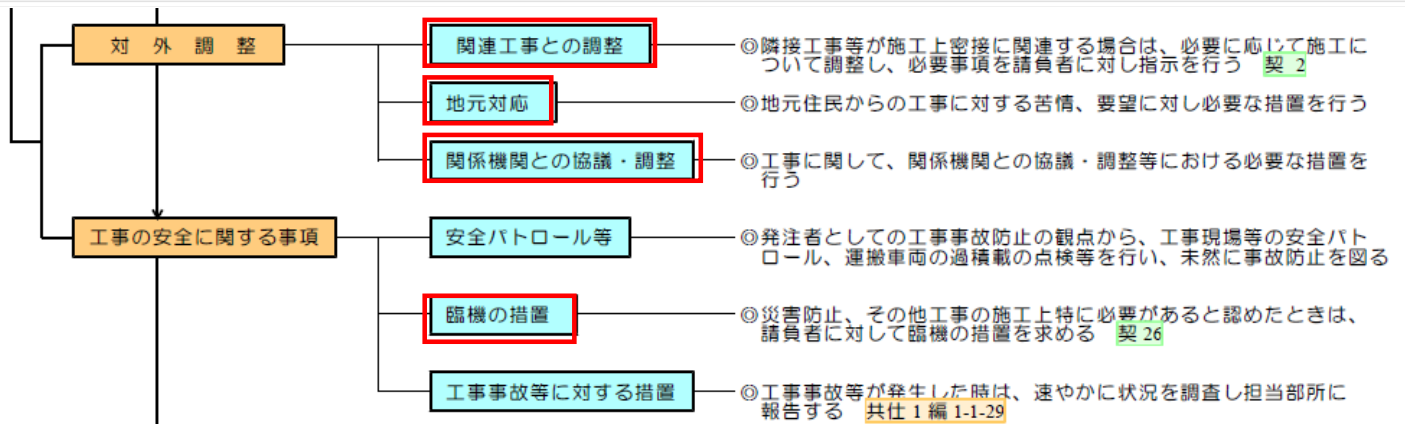 対外調整
関連工事との調整
◎隣接工事等が施工上密接に関連する場合は、必要に応じて施工に
ついて調整し、必要事項を請負者に対し指示を行う 契 2
地元対応
◎地元住民からの工事に対する苦情、要望に対し必要な措置を行う
関係機関との協議・調整
◎工事に関して、関係機関との協議・調整等における必要な措置を
行う
工事の安全に関する事項
安全パトロール等
◎発注者としての工事事故防止の観点から、工事現場等の安全パト
ロール、運搬車両の過積載の点検等を行い、未然に事故防止を図る
臨機の措置
◎災害防止、その他工事の施工上特に必要があると認めたときは、
請負者に対して臨機の措置を求める 契 26
工事事故等に対する措置
◎工事事故等が発生した時は、速やかに状況を調査し担当部所に
報告する 共仕 1 編 1-1-29